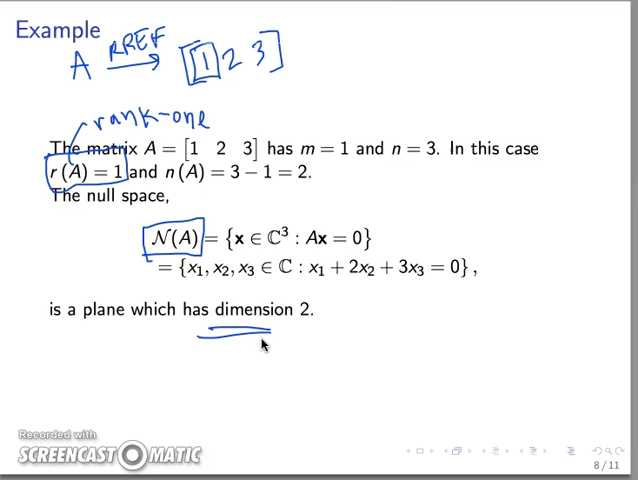 Example
A RREF → [1 2 3]
rank-one
The matrix A = [1 2 3] has m = 1 and n = 3. In this case
r (A) = 1 and n (A) = 3 − 1 = 2.
The null space,
𝒩 (A) = {x ∈ ℂ³ : Ax = 0}
= {x₁, x₂, x₃ ∈ ℂ : x₁ + 2x₂ + 3x₃ = 0} ,
is a plane which has dimension 2.
Recorded with
SCREENCAST-O-MATIC
8 / 11